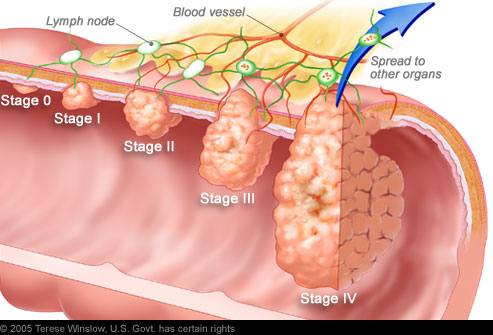 Lymph node
Blood vessel
Spread to
other organs
Stage 0
Stage I
Stage II
Stage III
Stage IV
© 2005 Terese Winslow, U.S. Govt. has certain rights